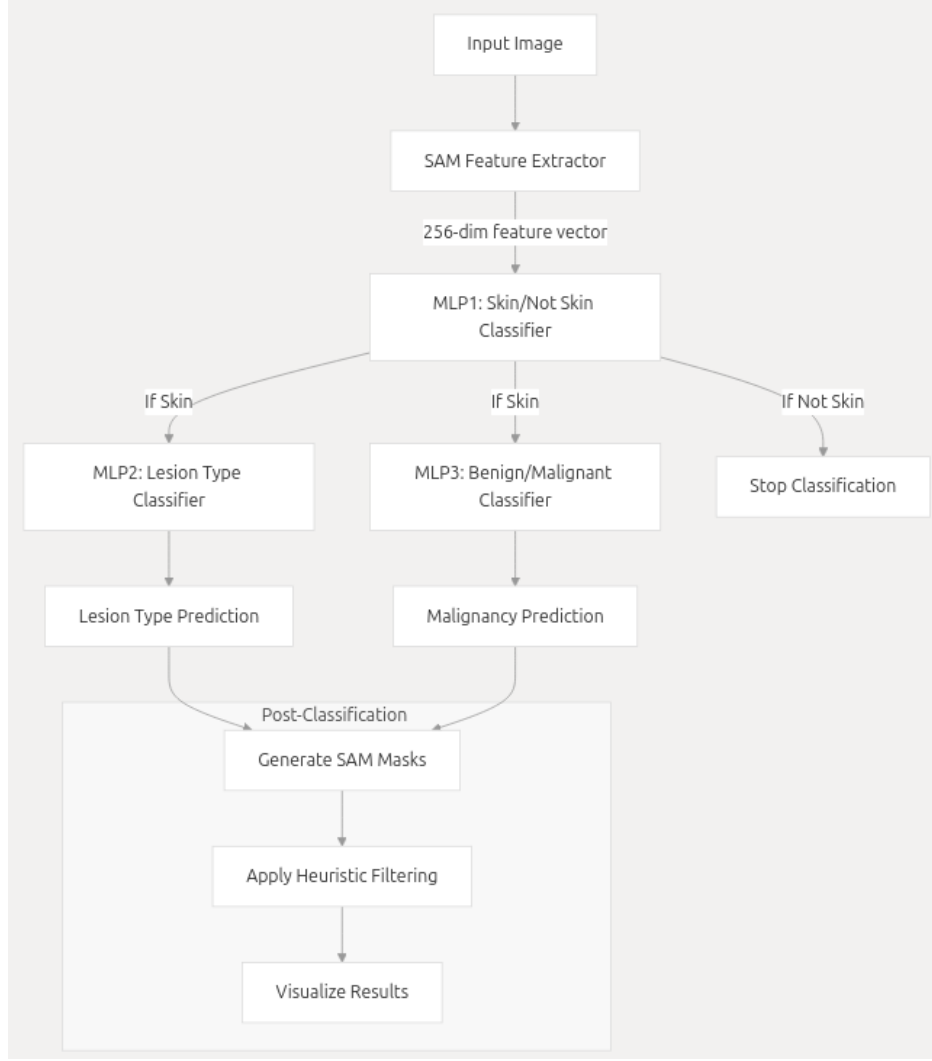 Input Image
SAM Feature Extractor
256-dim feature vector
MLP1: Skin/Not Skin
Classifier
If Skin
If Skin
If Not Skin
MLP2: Lesion Type
Classifier
MLP3: Benign/Malignant
Classifier
Stop Classification
Lesion Type Prediction
Malignancy Prediction
Post-Classification
Generate SAM Masks
Apply Heuristic Filtering
Visualize Results